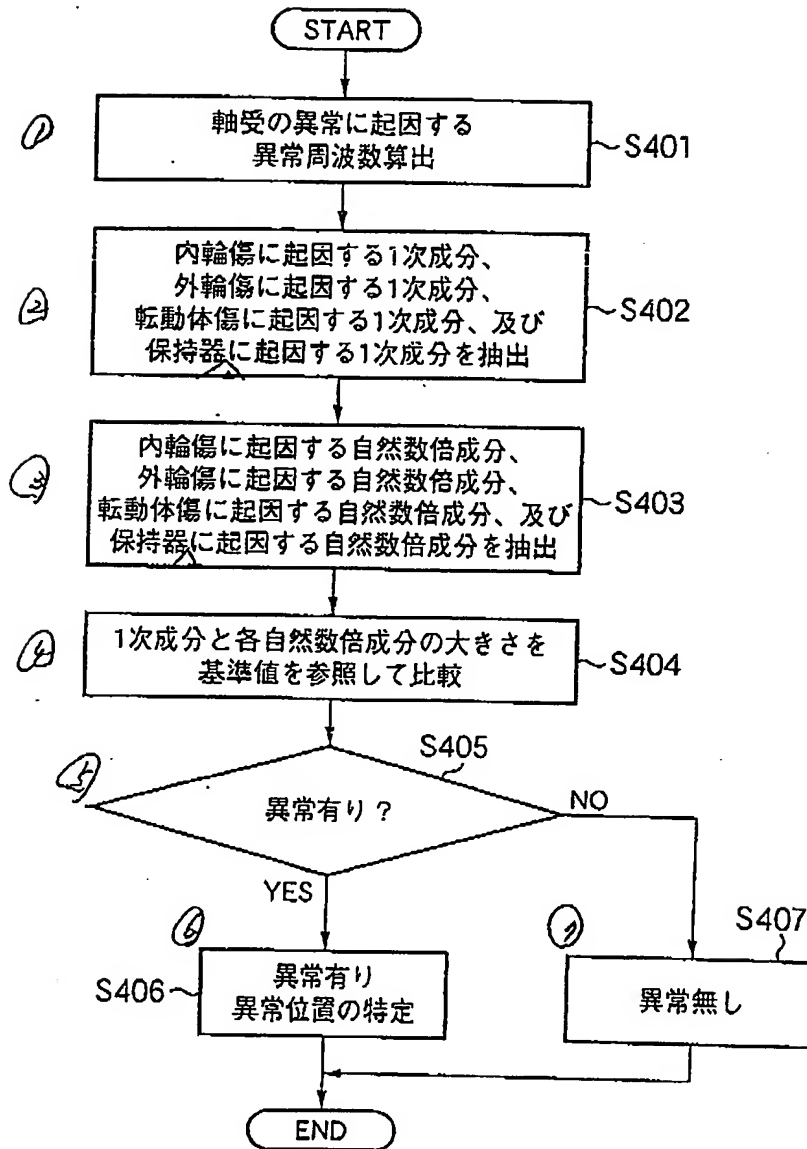 START
①
軸受の異常に起因する
異常周波数算出
S401
②
内輪傷に起因する1次成分、
外輪傷に起因する1次成分、
転動体傷に起因する1次成分、及び
保持器に起因する1次成分を抽出
S402
③
内輪傷に起因する自然数倍成分、
外輪傷に起因する自然数倍成分、
転動体傷に起因する自然数倍成分、及び
保持器に起因する自然数倍成分を抽出
S403
④
1次成分と各自然数倍成分の大きさを
基準値を参照して比較
S404
⑤
S405
異常有り？
NO
YES
⑥
S406
異常有り
異常位置の特定
⑦
S407
異常無し
END